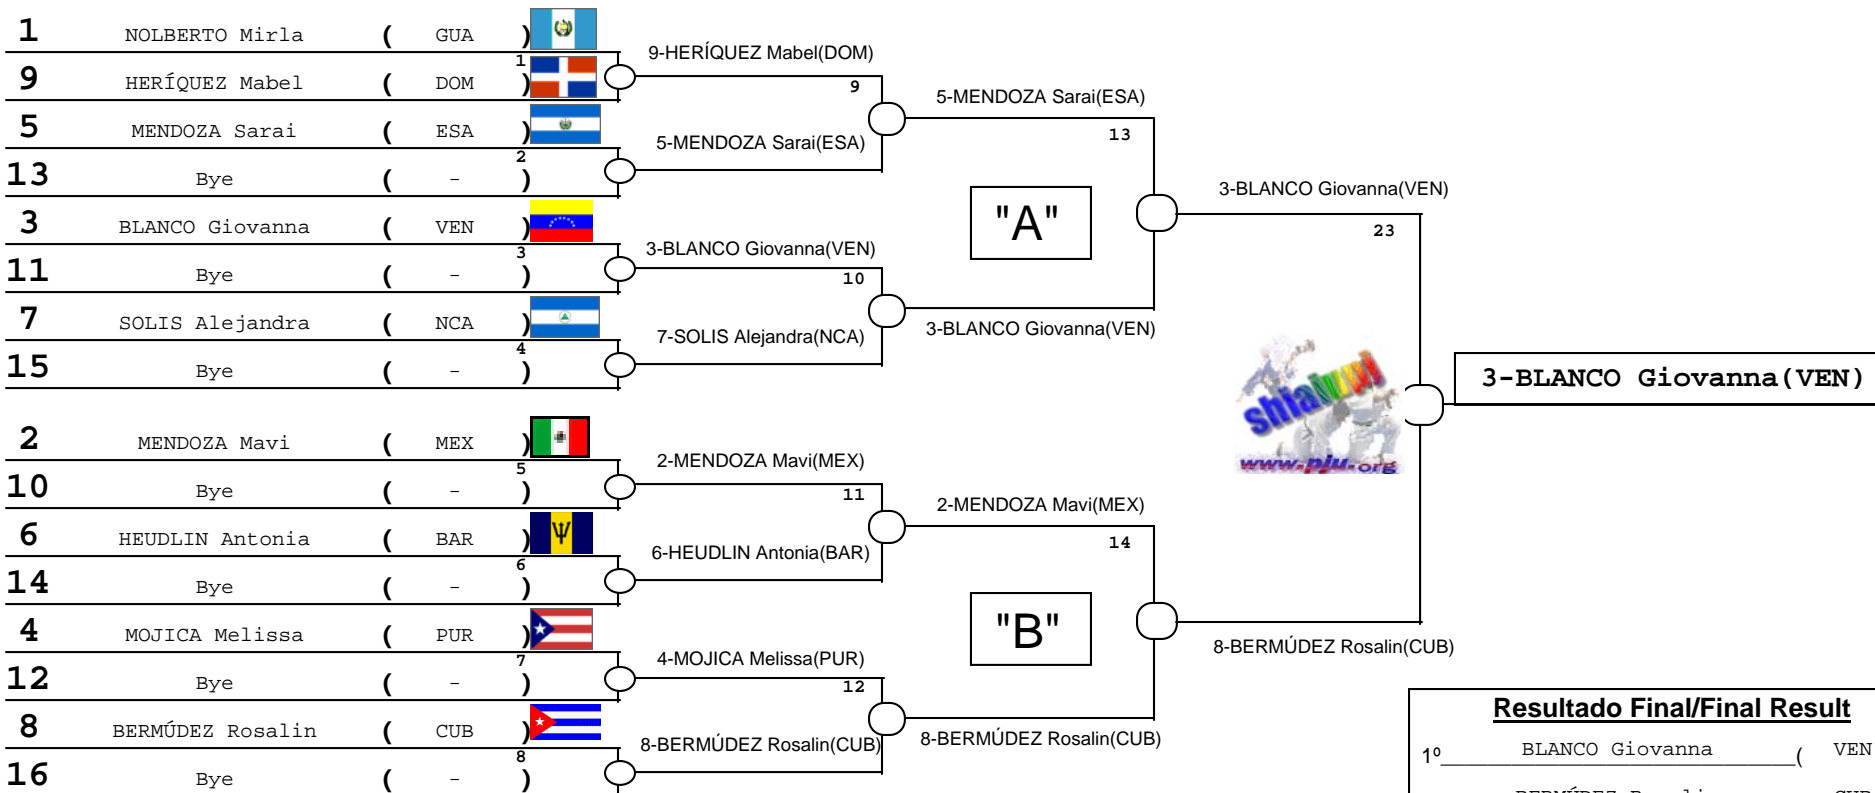 1 NOLBERTO Mirla ( GUA )
1
9 HERÍQUEZ Mabel ( DOM )
5 MENDOZA Sarai ( ESA )
2
13 Bye ( - )
3 BLANCO Giovanna ( VEN )
3
11 Bye ( - )
7 SOLIS Alejandra ( NCA )
4
15 Bye ( - )
2 MENDOZA Mavi ( MEX )
5
10 Bye ( - )
6 HEUDLIN Antonia ( BAR )
6
14 Bye ( - )
4 MOJICA Melissa ( PUR )
7
12 Bye ( - )
8 BERMÚDEZ Rosalin ( CUB )
8
16 Bye ( - )
9-HERÍQUEZ Mabel(DOM)
9
5-MENDOZA Sarai(ESA)
3-BLANCO Giovanna(VEN)
10
7-SOLIS Alejandra(NCA)
2-MENDOZA Mavi(MEX)
11
6-HEUDLIN Antonia(BAR)
4-MOJICA Melissa(PUR)
12
8-BERMÚDEZ Rosalin(CUB)
5-MENDOZA Sarai(ESA)
13
"A"
3-BLANCO Giovanna(VEN)
2-MENDOZA Mavi(MEX)
14
"B"
8-BERMÚDEZ Rosalin(CUB)
3-BLANCO Giovanna(VEN)
23
8-BERMÚDEZ Rosalin(CUB)
shiai
www.pju.org
3-BLANCO Giovanna(VEN)
Resultado Final/Final Result
1º BLANCO Giovanna ( VEN
BERMÚDEZ Rosalin CUB